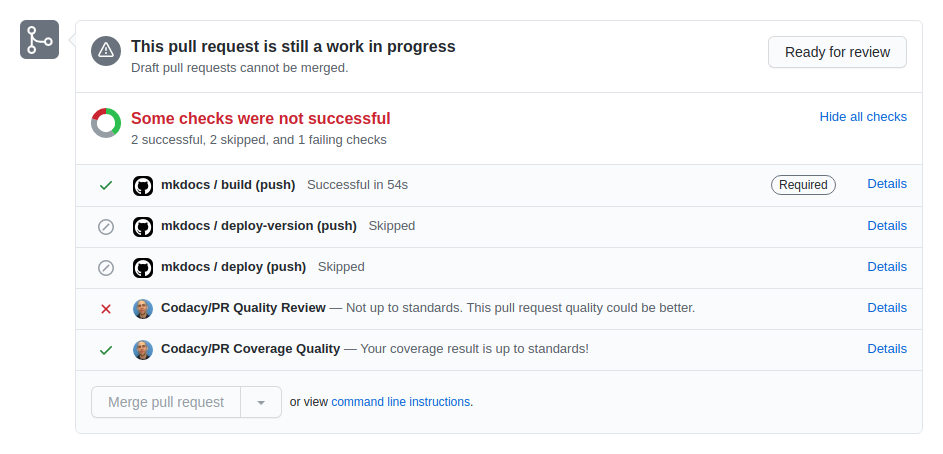 This pull request is still a work in progress
Draft pull requests cannot be merged.
Ready for review
Some checks were not successful
2 successful, 2 skipped, and 1 failing checks
Hide all checks
mkdocs / build (push) Successful in 54s Required Details
mkdocs / deploy-version (push) Skipped Details
mkdocs / deploy (push) Skipped Details
Codacy/PR Quality Review — Not up to standards. This pull request quality could be better. Details
Codacy/PR Coverage Quality — Your coverage result is up to standards! Details
Merge pull request or view command line instructions.